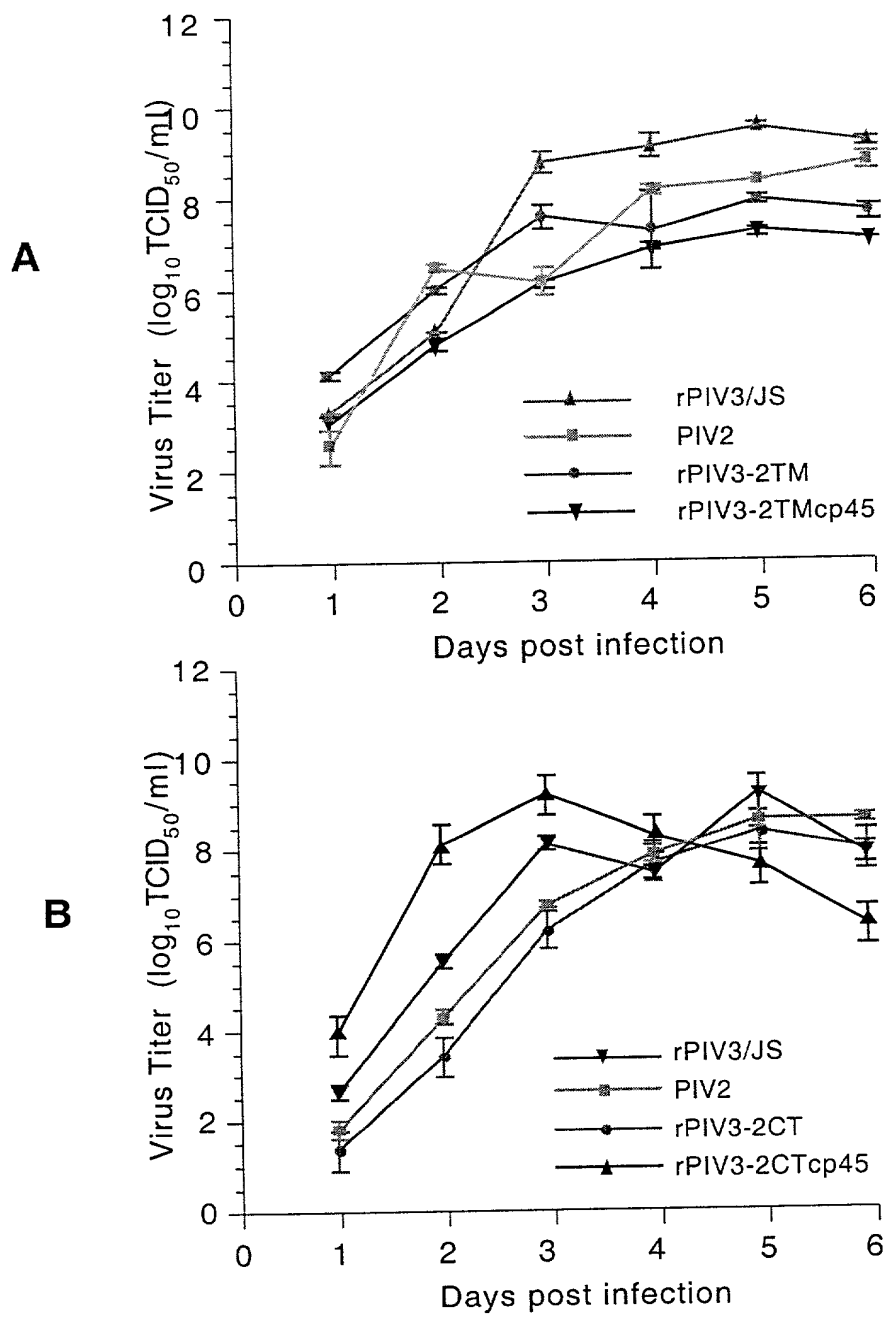 A
Virus Titer (log10TCID50/ml)
12
10
8
6
4
2
0
0 1 2 3 4 5 6
Days post infection
rPIV3/JS
PIV2
rPIV3-2TM
rPIV3-2TMcp45
B
Virus Titer (log10TCID50/ml)
12
10
8
6
4
2
0
0 1 2 3 4 5 6
Days post infection
rPIV3/JS
PIV2
rPIV3-2CT
rPIV3-2CTcp45